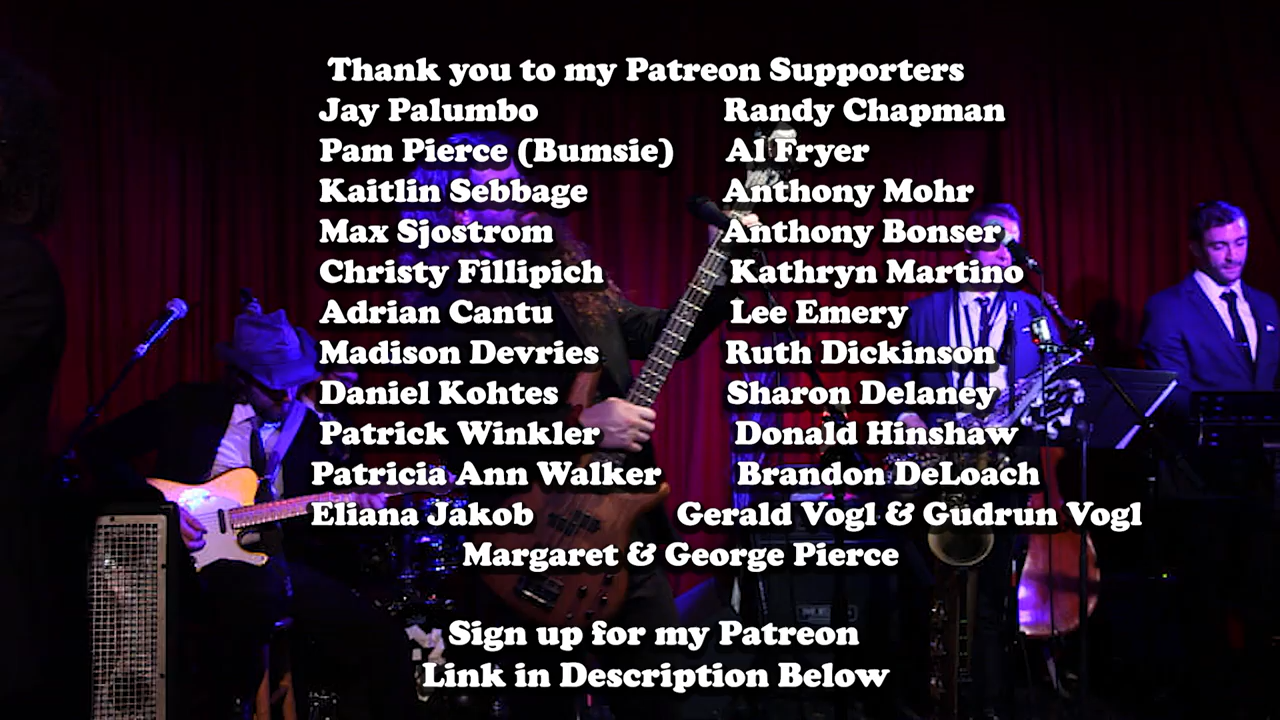 Thank you to my Patreon Supporters
Jay Palumbo Randy Chapman
Pam Pierce (Bumsie) Al Fryer
Kaitlin Sebbage Anthony Mohr
Max Sjostrom Anthony Bonser
Christy Fillipich Kathryn Martino
Adrian Cantu Lee Emery
Madison Devries Ruth Dickinson
Daniel Kohtes Sharon Delaney
Patrick Winkler Donald Hinshaw
Patricia Ann Walker Brandon DeLoach
Eliana Jakob Gerald Vogl & Gudrun Vogl
Margaret & George Pierce
Sign up for my Patreon
Link in Description Below